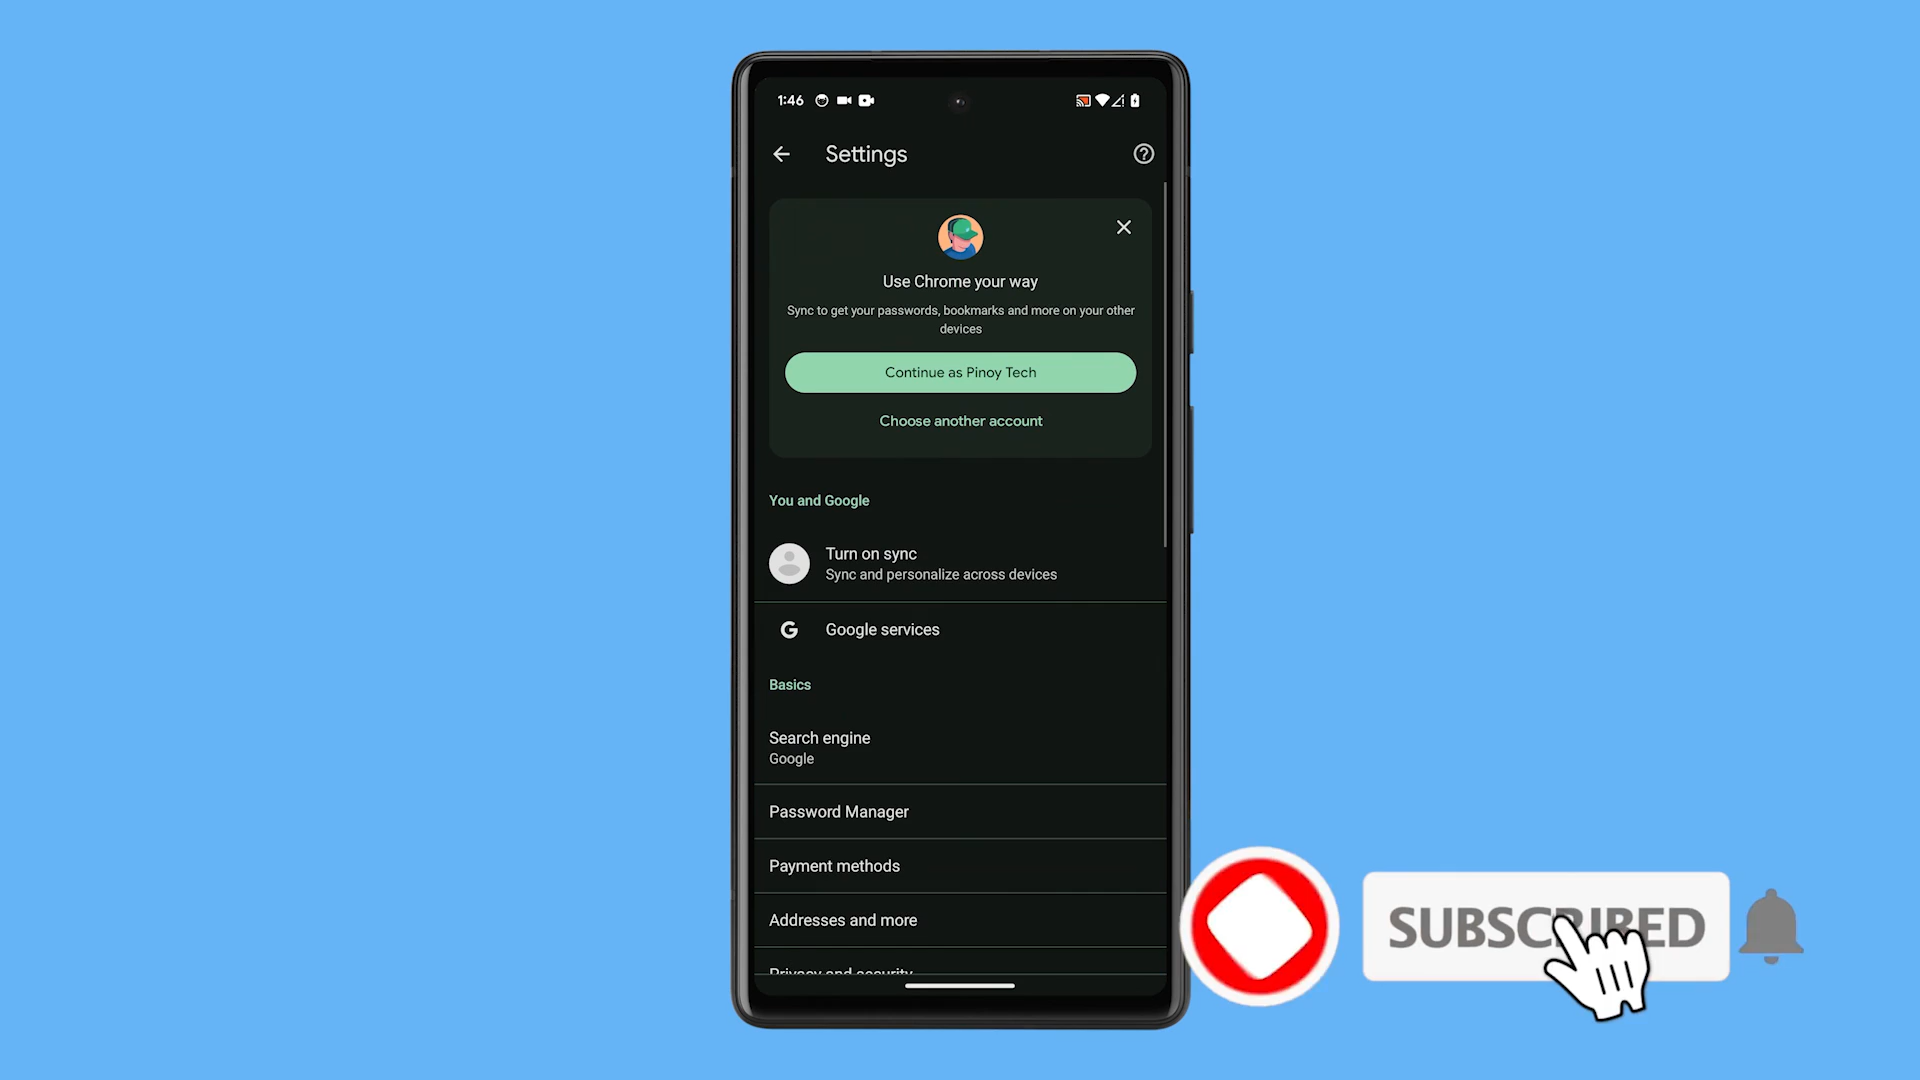 1:46
Settings
Use Chrome your way
Sync to get your passwords, bookmarks and more on your other
devices
Continue as Pinoy Tech
Choose another account
You and Google
Turn on sync
Sync and personalize across devices
Google services
Basics
Search engine
Google
Password Manager
Payment methods
Addresses and more
Privacy and security
SUBSCRIBED